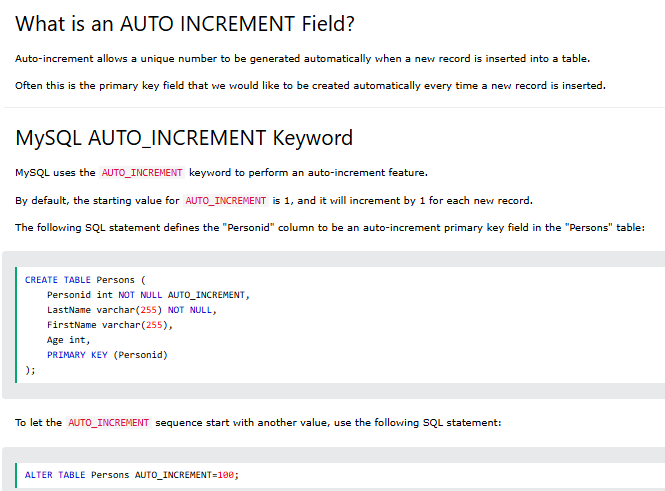 What is an AUTO INCREMENT Field?
Auto-increment allows a unique number to be generated automatically when a new record is inserted into a table.
Often this is the primary key field that we would like to be created automatically every time a new record is inserted.
MySQL AUTO_INCREMENT Keyword
MySQL uses the AUTO_INCREMENT keyword to perform an auto-increment feature.
By default, the starting value for AUTO_INCREMENT is 1, and it will increment by 1 for each new record.
The following SQL statement defines the "Personid" column to be an auto-increment primary key field in the "Persons" table:
CREATE TABLE Persons (
    Personid int NOT NULL AUTO_INCREMENT,
    LastName varchar(255) NOT NULL,
    FirstName varchar(255),
    Age int,
    PRIMARY KEY (Personid)
);
To let the AUTO_INCREMENT sequence start with another value, use the following SQL statement:
ALTER TABLE Persons AUTO_INCREMENT=100;